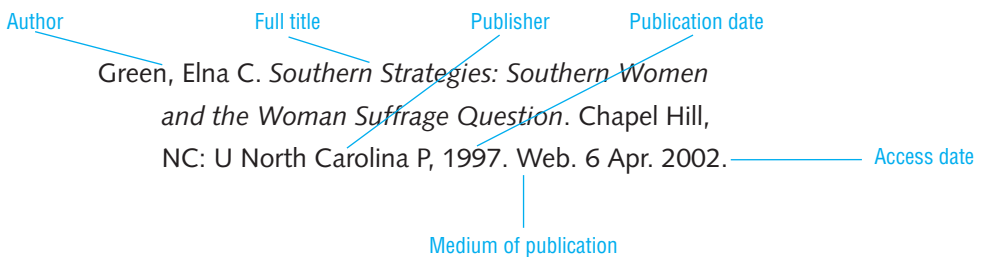 Author Full title Publisher Publication date
Green, Elna C. Southern Strategies: Southern Women
and the Woman Suffrage Question. Chapel Hill,
NC: U North Carolina P, 1997. Web. 6 Apr. 2002. Access date
Medium of publication